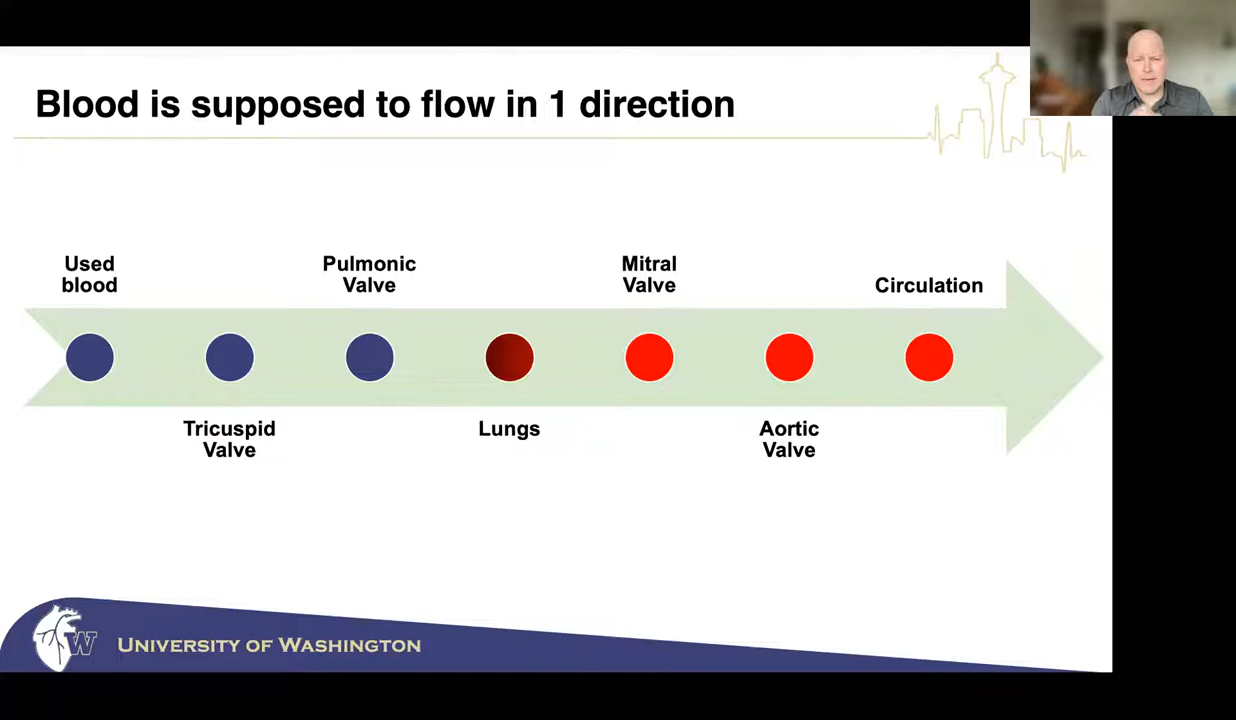 Blood is supposed to flow in 1 direction
Used
blood
Pulmonic
Valve
Mitral
Valve
Circulation
Tricuspid
Valve
Lungs
Aortic
Valve
W
UNIVERSITY OF WASHINGTON